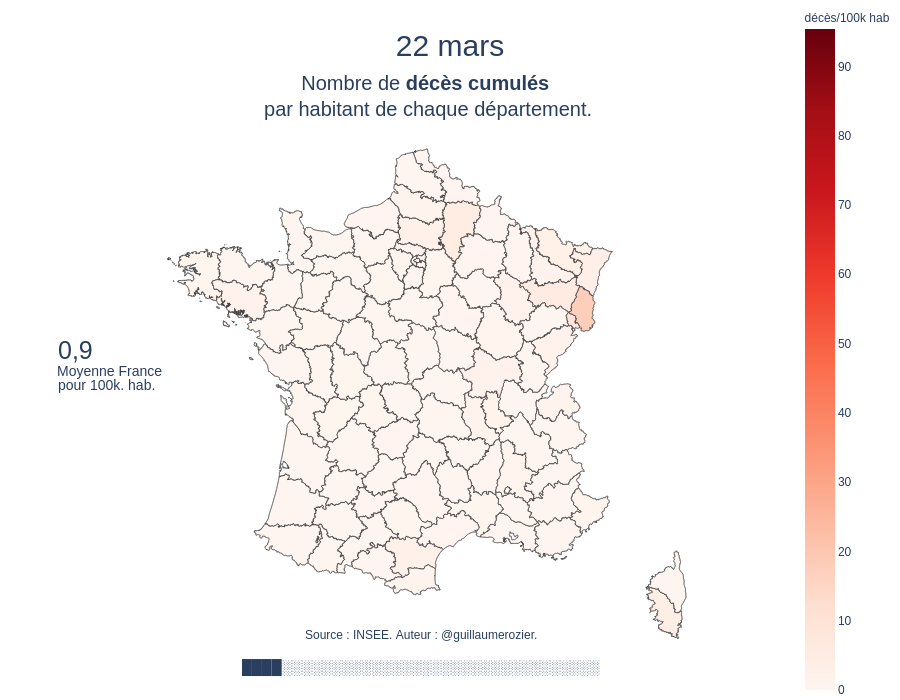 décès/100k hab
22 mars
Nombre de décès cumulés
par habitant de chaque département.
90
80
70
60
50
40
30
20
10
0
0,9
Moyenne France
pour 100k. hab.
Source : INSEE. Auteur : @guillaumerozier.